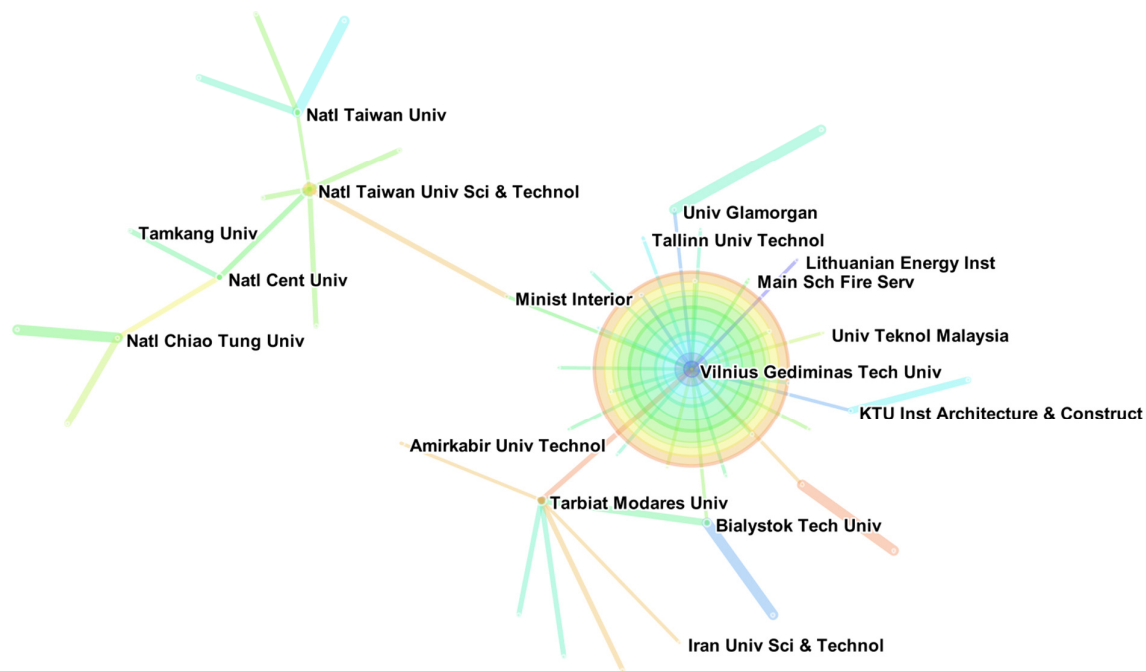 Natl Taiwan Univ
Natl Taiwan Univ Sci & Technol
Univ Glamorgan
Tamkang Univ
Tallinn Univ Technol
Lithuanian Energy Inst
Natl Cent Univ
Main Sch Fire Serv
Minist Interior
Natl Chiao Tung Univ
Univ Teknol Malaysia
Vilnius Gediminas Tech Univ
KTU Inst Architecture & Construct
Amirkabir Univ Technol
Tarbiat Modares Univ
Bialystok Tech Univ
Iran Univ Sci & Technol